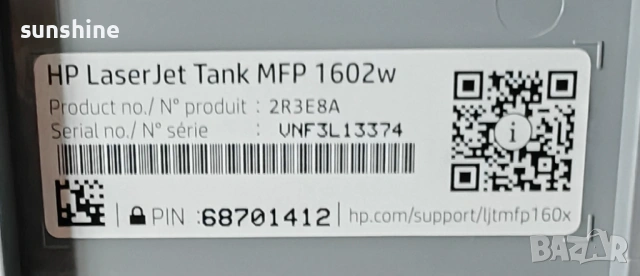 sunshine
HP LaserJet Tank MFP 1602w
Product no./ N° produit : 2R3E8A
Serial no./ N° série : VNF3L13374
PIN :68701412 hp.com/support/ljtmfp160x
i
БАZАР